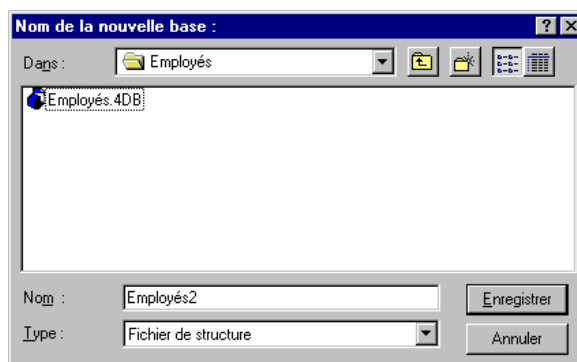 Nom de la nouvelle base :
Dans : Employés
Employés.4DB
Nom : Employés2 Enregistrer
Type : Fichier de structure Annuler